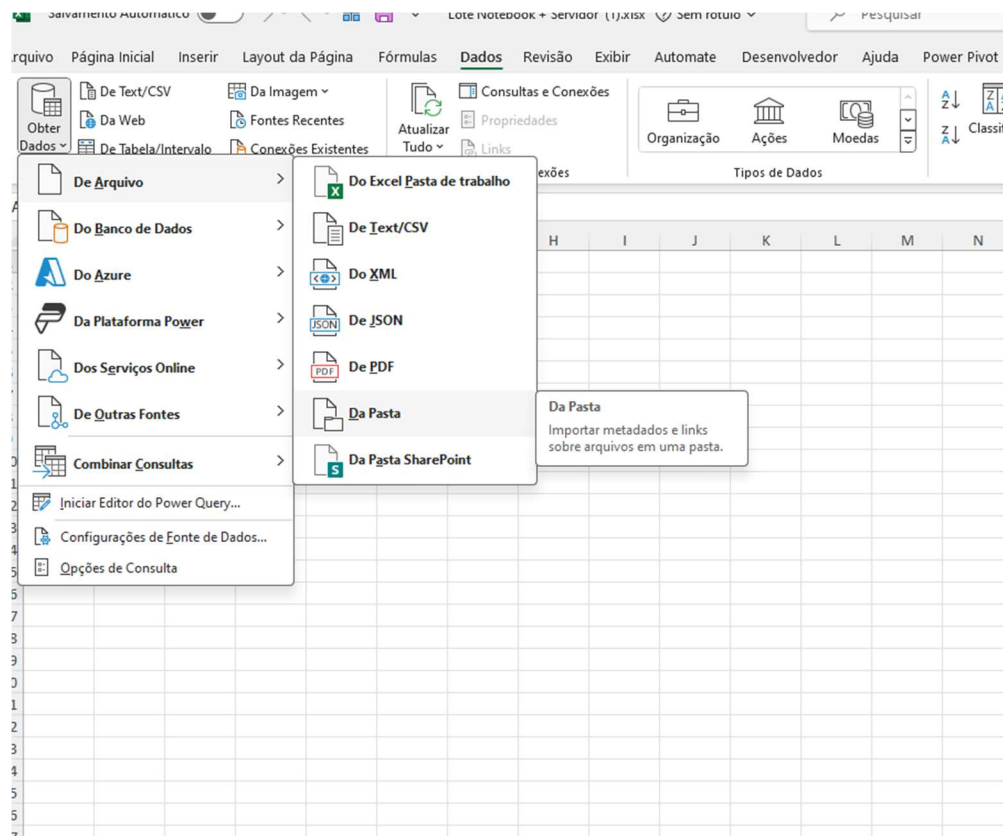 Salvamento Automático
Lote Notebook + Servidor (1).xlsx
Sem rótulo
Pesquisar
Página Inicial
Inserir
Layout da Página
Fórmulas
Dados
Revisão
Exibir
Automate
Desenvolvedor
Ajuda
Power Pivot
Obter Dados
De Text/CSV
Da Web
De Tabela/Intervalo
Da Imagem
Fontes Recentes
Conexões Existentes
Atualizar Tudo
Consultas e Conexões
Propriedades
Links
Organização
Ações
Moedas
Tipos de Dados
De Arquivo
Do Banco de Dados
Do Azure
Da Plataforma Power
Dos Serviços Online
De Outras Fontes
Combinar Consultas
Iniciar Editor do Power Query...
Configurações de Fonte de Dados...
Opções de Consulta
Do Excel Pasta de trabalho
De Text/CSV
Do XML
De JSON
De PDF
Da Pasta
Da Pasta SharePoint
Da Pasta
Importar metadados e links
sobre arquivos em uma pasta.
H I J K L M N